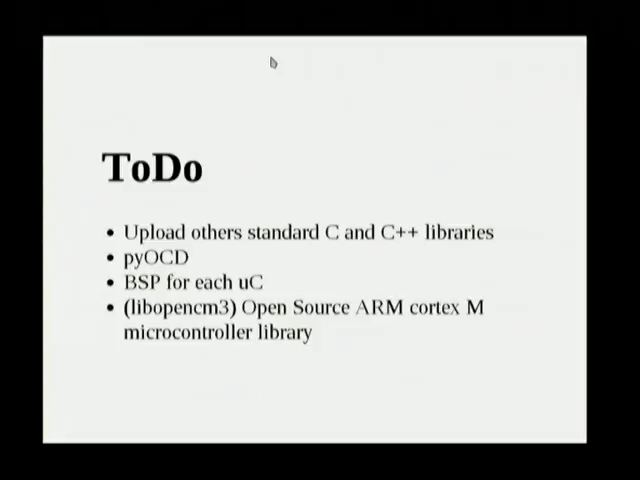 ToDo
• Upload others standard C and C++ libraries
• pyOCD
• BSP for each uC
• (libopencm3) Open Source ARM cortex M
microcontroller library